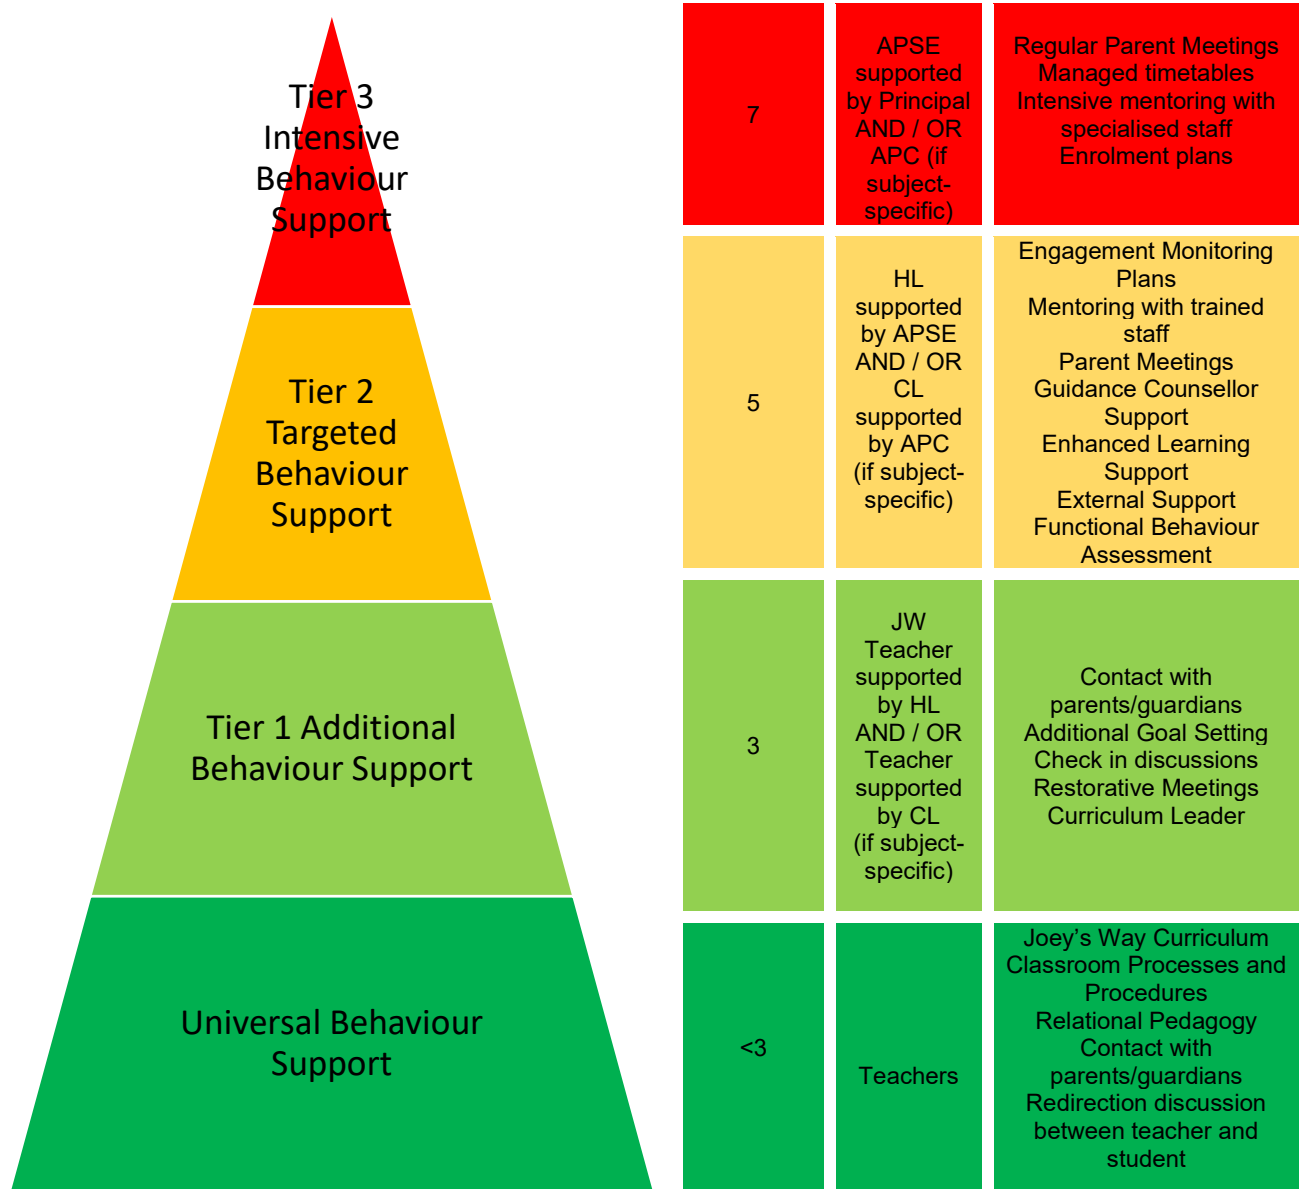 Tier 3
Intensive
Behaviour
Support
7
APSE
supported
by Principal
AND / OR
APC (if
subject-
specific)
Regular Parent Meetings
Managed timetables
Intensive mentoring with
specialised staff
Enrolment plans
Tier 2
Targeted
Behaviour
Support
5
HL
supported
by APSE
AND / OR
CL
supported
by APC
(if subject-
specific)
Engagement Monitoring
Plans
Mentoring with trained
staff
Parent Meetings
Guidance Counsellor
Support
Enhanced Learning
Support
External Support
Functional Behaviour
Assessment
Tier 1 Additional
Behaviour Support
3
JW
Teacher
supported
by HL
AND / OR
Teacher
supported
by CL
(if subject-
specific)
Contact with
parents/guardians
Additional Goal Setting
Check in discussions
Restorative Meetings
Curriculum Leader
Universal Behaviour
Support
<3
Teachers
Joey’s Way Curriculum
Classroom Processes and
Procedures
Relational Pedagogy
Contact with
parents/guardians
Redirection discussion
between teacher and
student